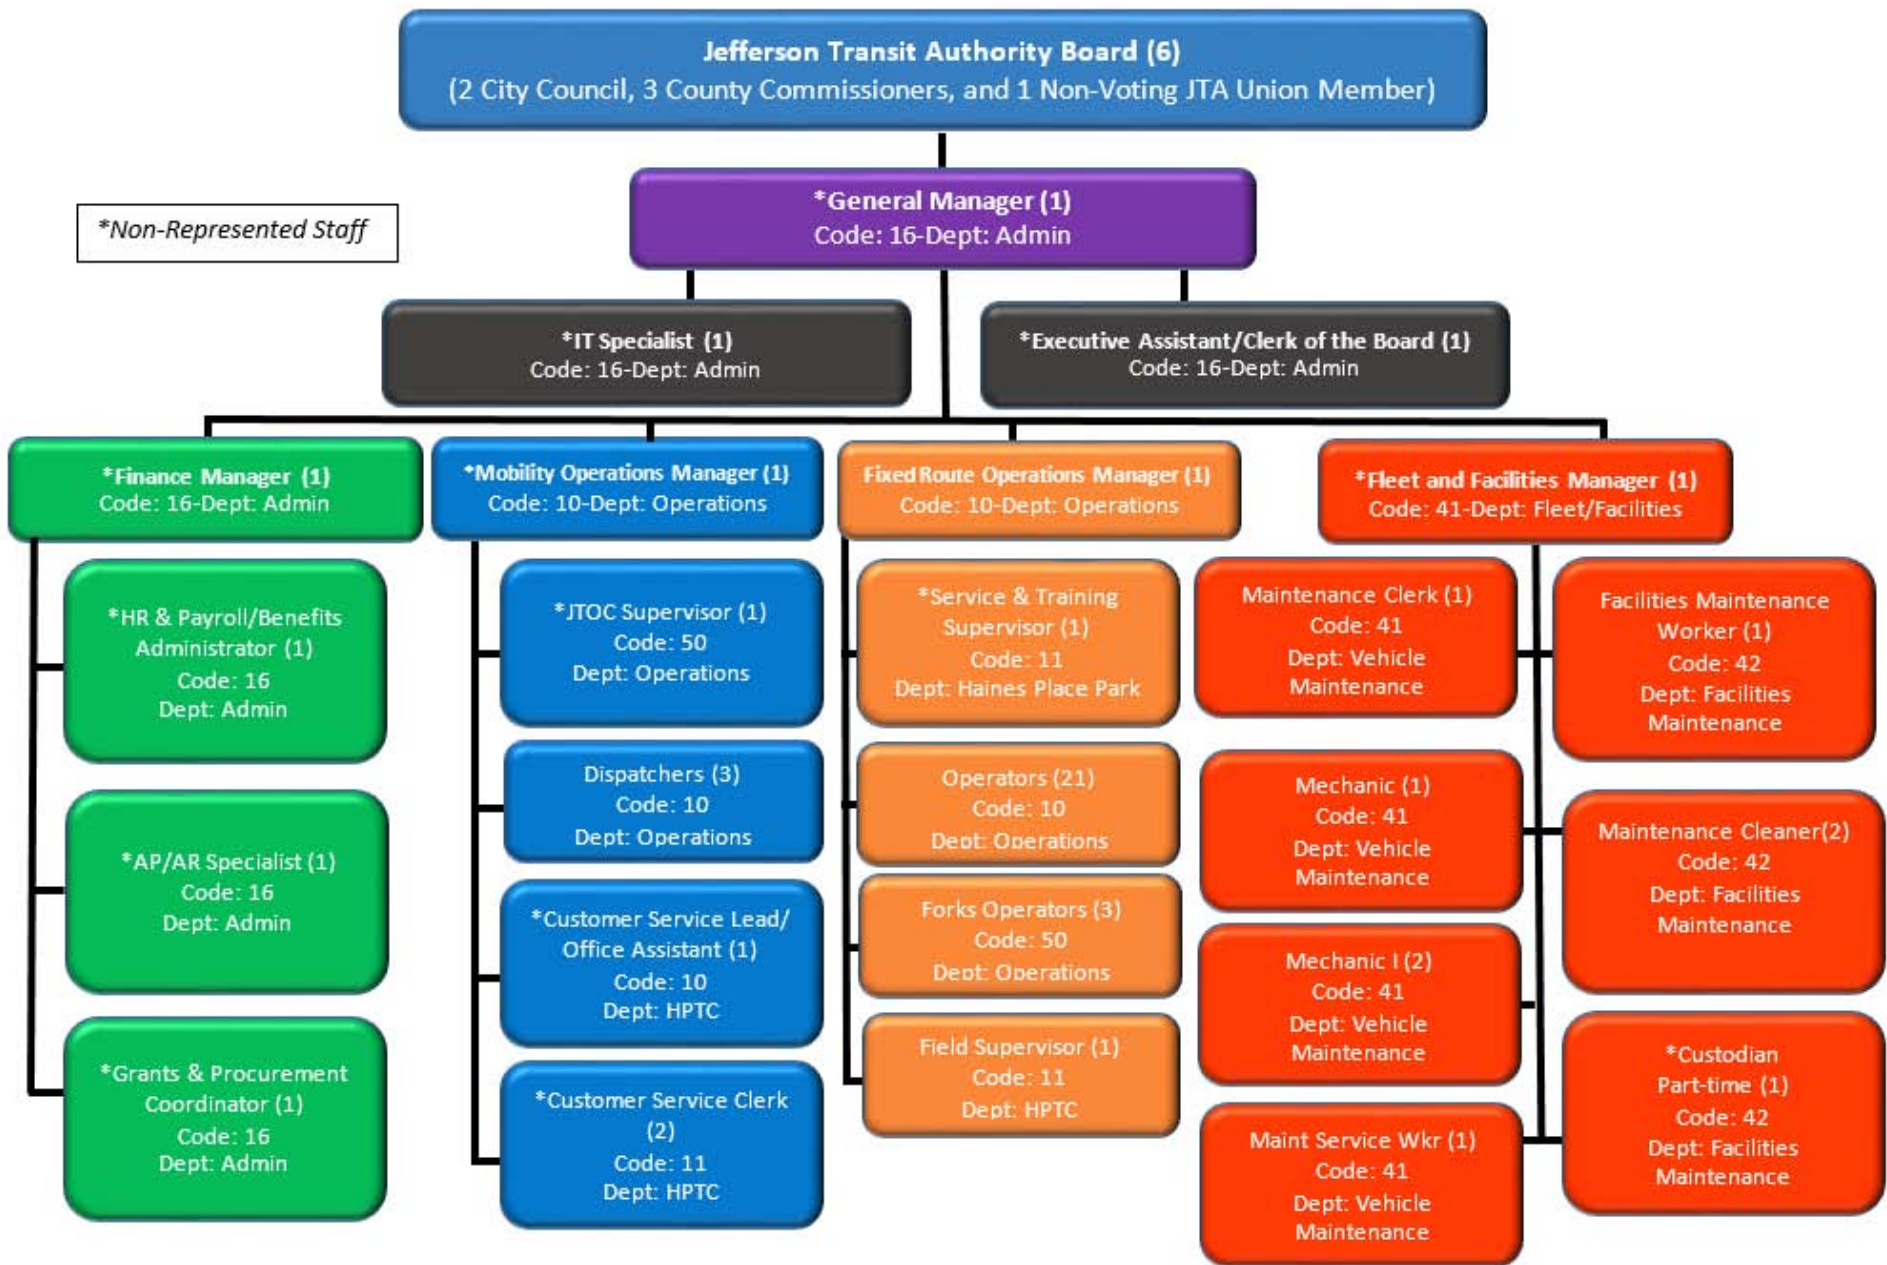 Jefferson Transit Authority Board (6)
(2 City Council, 3 County Commissioners, and 1 Non-Voting JTA Union Member)
*General Manager (1)
Code: 16-Dept: Admin
*Non-Represented Staff
*IT Specialist (1)
Code: 16-Dept: Admin
*Executive Assistant/Clerk of the Board (1)
Code: 16-Dept: Admin
*Finance Manager (1)
Code: 16-Dept: Admin
*HR & Payroll/Benefits
Administrator (1)
Code: 16
Dept: Admin
*AP/AR Specialist (1)
Code: 16
Dept: Admin
*Grants & Procurement
Coordinator (1)
Code: 16
Dept: Admin
*Mobility Operations Manager (1)
Code: 10-Dept: Operations
*JTOC Supervisor (1)
Code: 50
Dept: Operations
Dispatchers (3)
Code: 10
Dept: Operations
*Customer Service Lead/
Office Assistant (1)
Code: 10
Dept: HPTC
*Customer Service Clerk
(2)
Code: 11
Dept: HPTC
Fixed Route Operations Manager (1)
Code: 10-Dept: Operations
*Service & Training
Supervisor (1)
Code: 11
Dept: Haines Place Park
Operators (21)
Code: 10
Dept: Operations
Forks Operators (3)
Code: 50
Dept: Operations
Field Supervisor (1)
Code: 11
Dept: HPTC
*Fleet and Facilities Manager (1)
Code: 41-Dept: Fleet/Facilities
Maintenance Clerk (1)
Code: 41
Dept: Vehicle
Maintenance
Mechanic (1)
Code: 41
Dept: Vehicle
Maintenance
Mechanic I (2)
Code: 41
Dept: Vehicle
Maintenance
Maint Service Wkr (1)
Code: 41
Dept: Vehicle
Maintenance
Facilities Maintenance
Worker (1)
Code: 42
Dept: Facilities
Maintenance
Maintenance Cleaner(2)
Code: 42
Dept: Facilities
Maintenance
*Custodian
Part-time (1)
Code: 42
Dept: Facilities
Maintenance